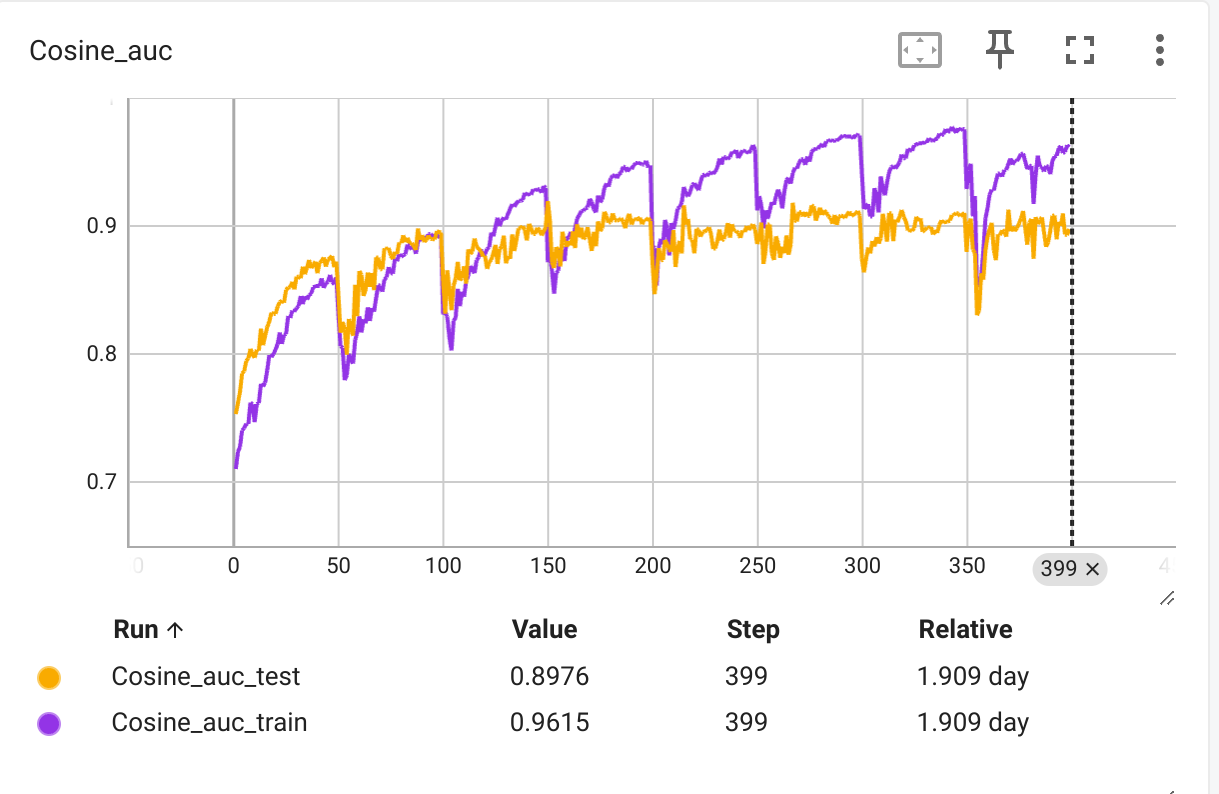 Cosine_auc
0.9
0.8
0.7
0 0 50 100 150 200 250 300 350 399 × 4
Run ↑ Value Step Relative
Cosine_auc_test 0.8976 399 1.909 day
Cosine_auc_train 0.9615 399 1.909 day